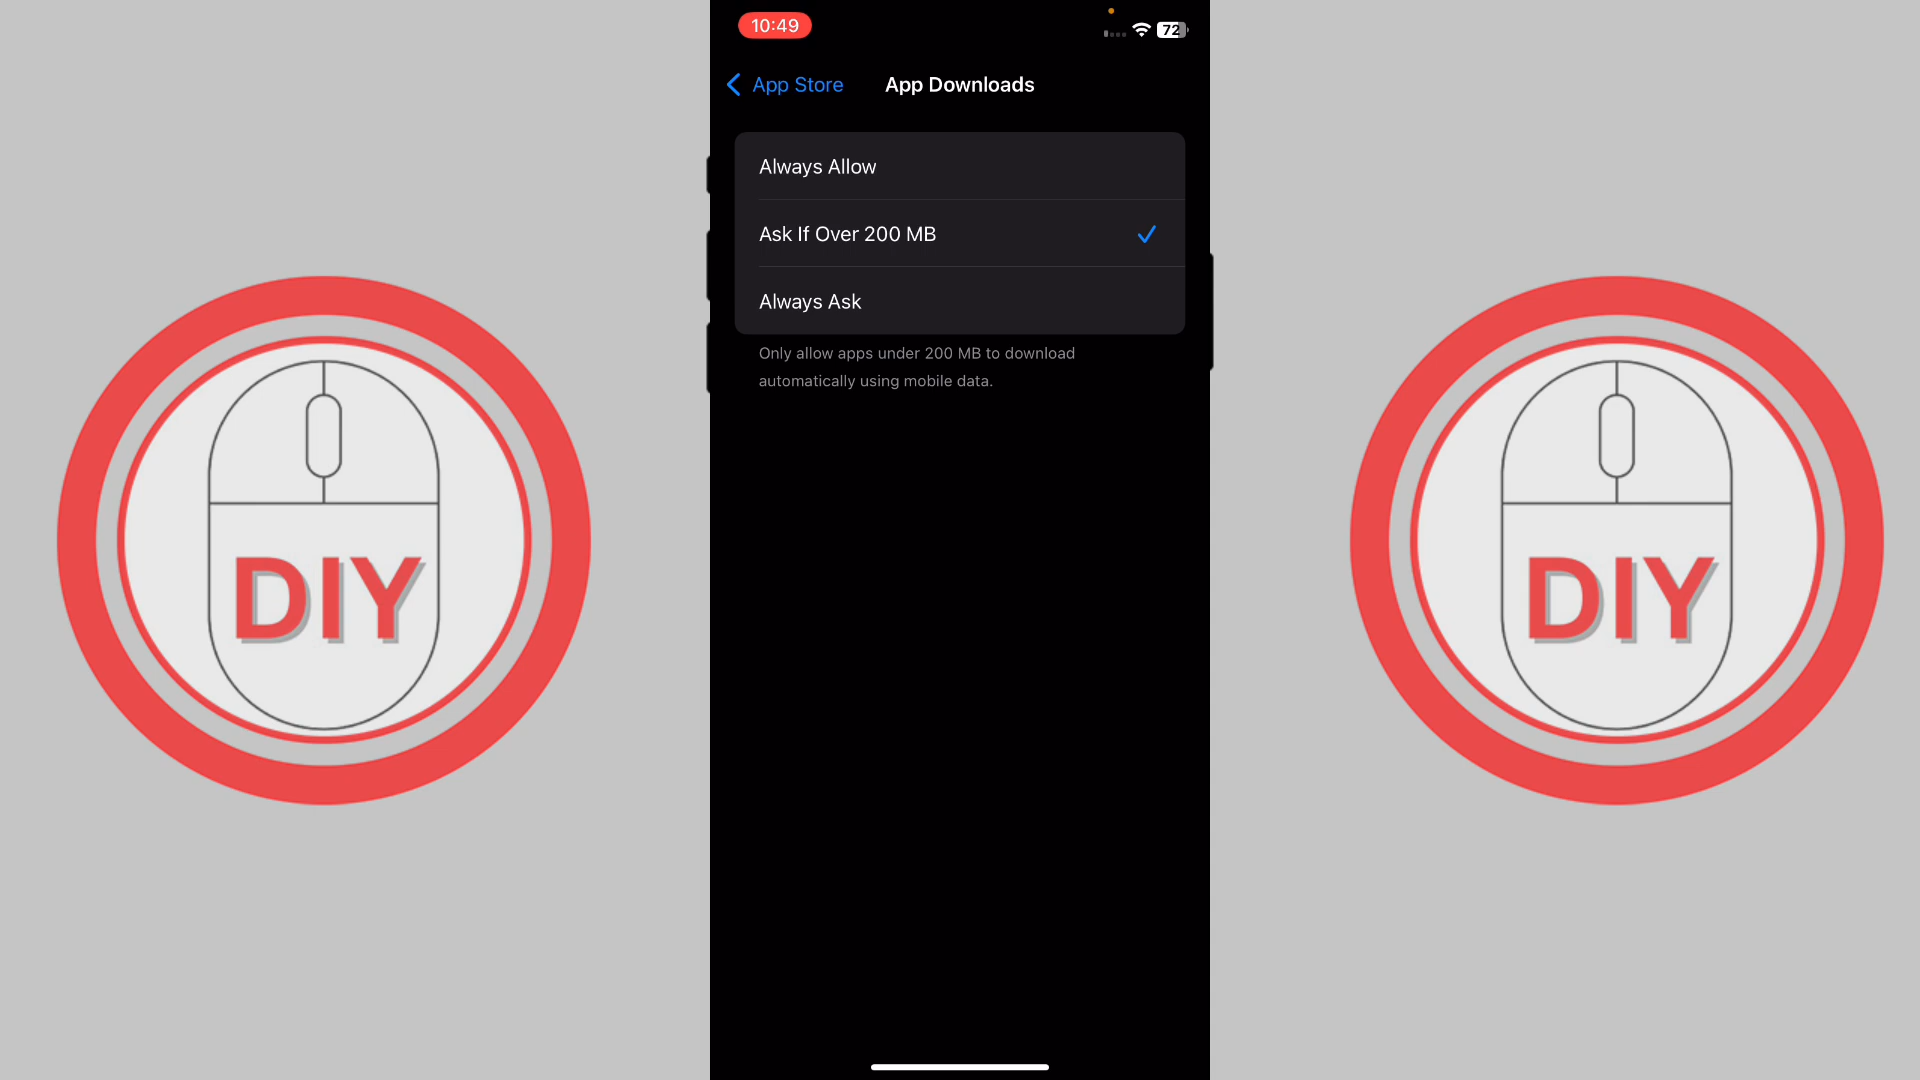 10:49
72
App Store
App Downloads
Always Allow
Ask If Over 200 MB
Always Ask
Only allow apps under 200 MB to download
automatically using mobile data.
DIY
DIY